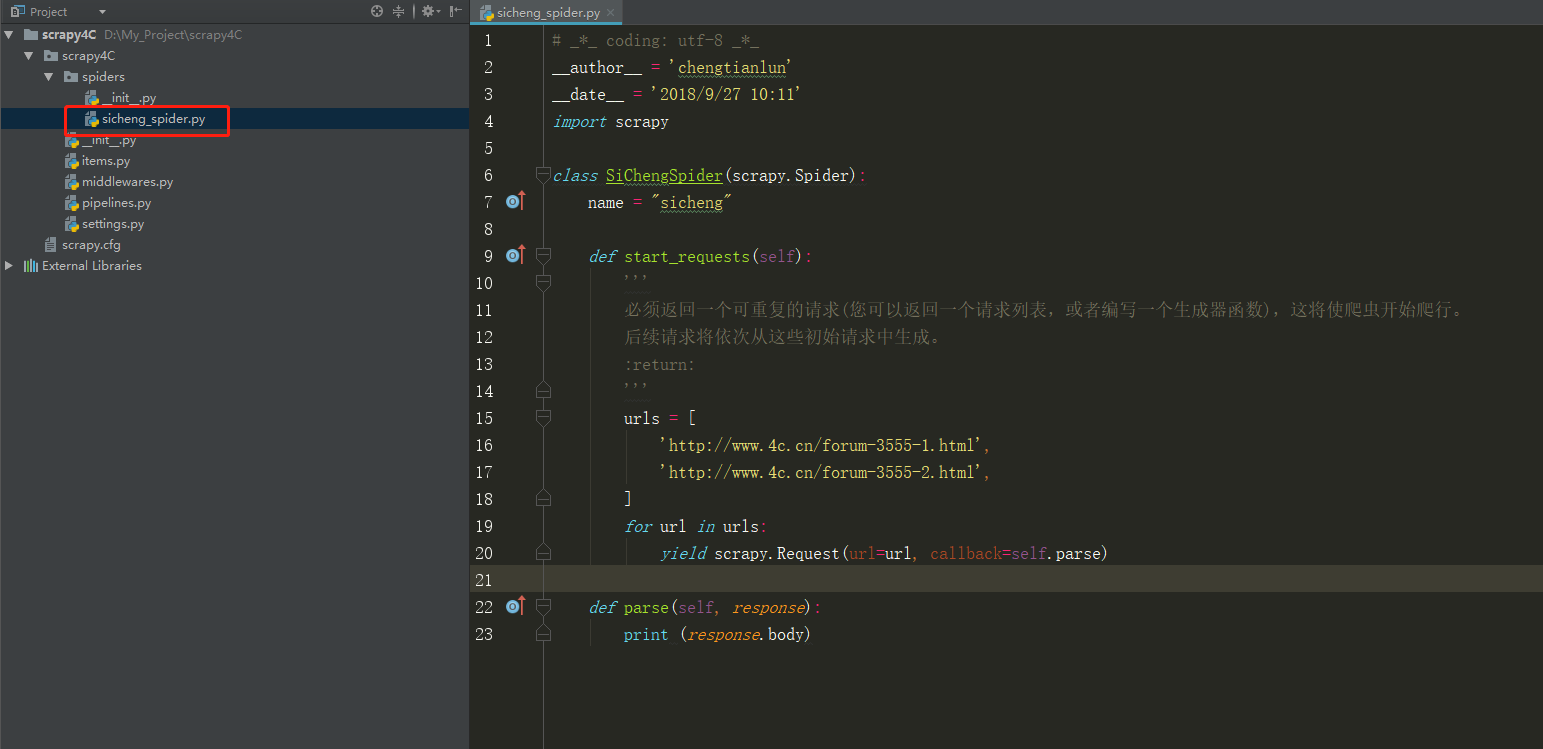 Project
scrapy4C D:\My_Project\scrapy4C
scrapy4C
spiders
__init__.py
sicheng_spider.py
__init__.py
items.py
middlewares.py
pipelines.py
settings.py
scrapy.cfg
External Libraries
sicheng_spider.py
1 # _*_ coding: utf-8 _*_
2 __author__ = 'chengtianlun'
3 __date__ = '2018/9/27 10:11'
4 import scrapy
5
6 class SiChengSpider(scrapy.Spider):
7 name = "sicheng"
8
9 def start_requests(self):
10 '''
11 必须返回一个可重复的请求(您可以返回一个请求列表，或者编写一个生成器函数)，这将使爬虫开始爬行。
12 后续请求将依次从这些初始请求中生成。
13 :return:
14 '''
15 urls = [
16 'http://www.4c.cn/forum-3555-1.html',
17 'http://www.4c.cn/forum-3555-2.html',
18 ]
19 for url in urls:
20 yield scrapy.Request(url=url, callback=self.parse)
21
22 def parse(self, response):
23 print (response.body)